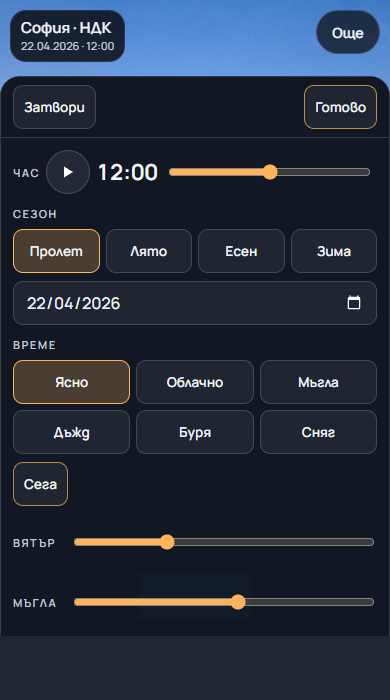 София · НДК
22.04.2026 · 12:00
Още
Затвори
Готово
ЧАС
12:00
СЕЗОН
Пролет
Лято
Есен
Зима
22/04/2026
ВРЕМЕ
Ясно
Облачно
Мъгла
Дъжд
Буря
Сняг
Сега
ВЯТЪР
МЪГЛА